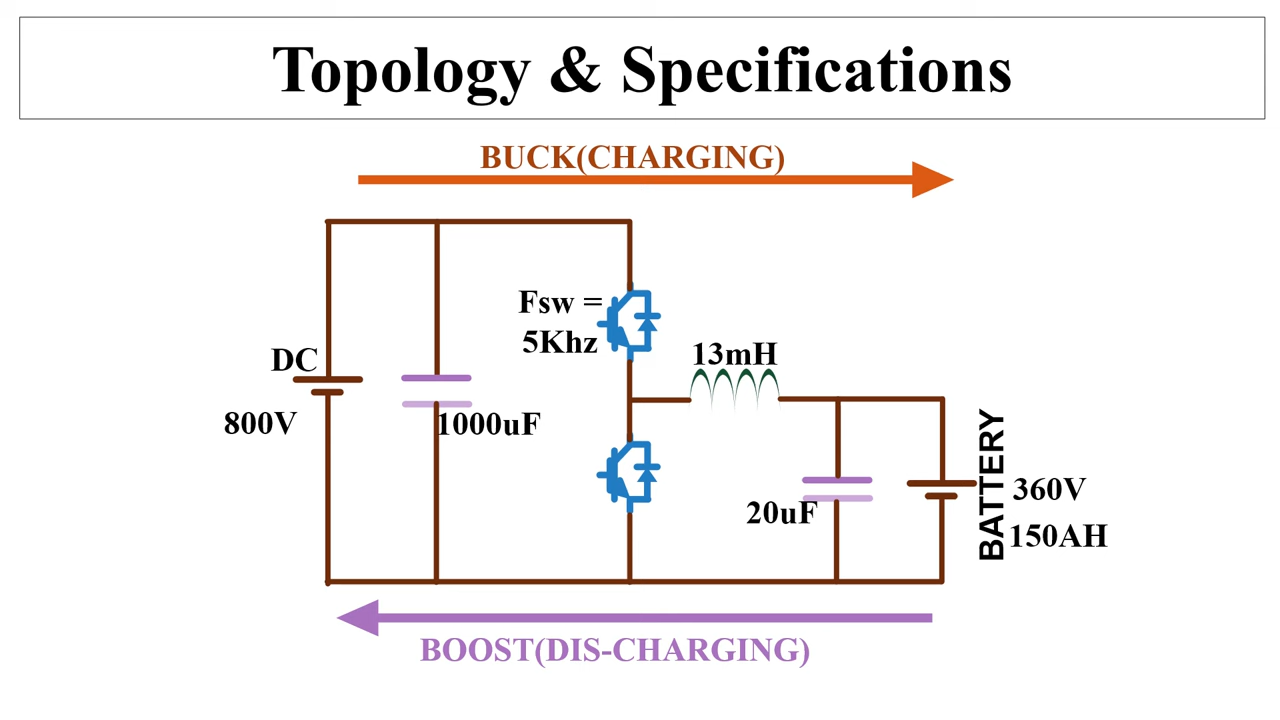 Topology & Specifications
BUCK(CHARGING)
Fsw =
5Khz
13mH
DC
800V
1000uF
20uF
BATTERY
360V
150AH
BOOST(DIS-CHARGING)